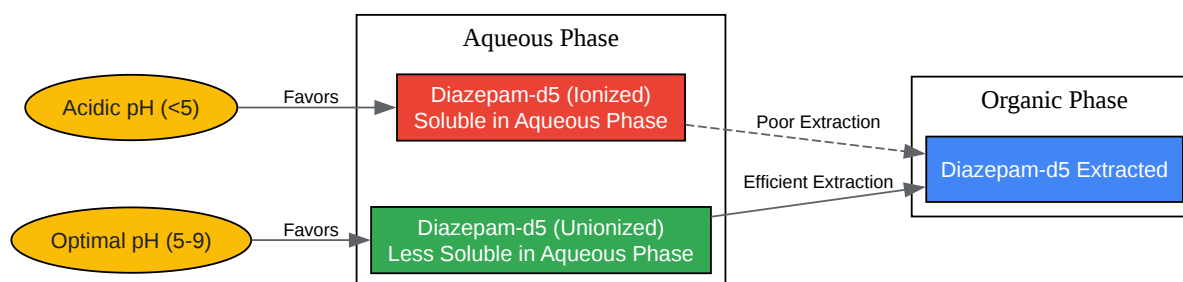 Aqueous Phase
Organic Phase
Acidic pH (<5)
Favors
Diazepam-d5 (Ionized)
Soluble in Aqueous Phase
Poor Extraction
Diazepam-d5 Extracted
Efficient Extraction
Optimal pH (5-9)
Favors
Diazepam-d5 (Unionized)
Less Soluble in Aqueous Phase